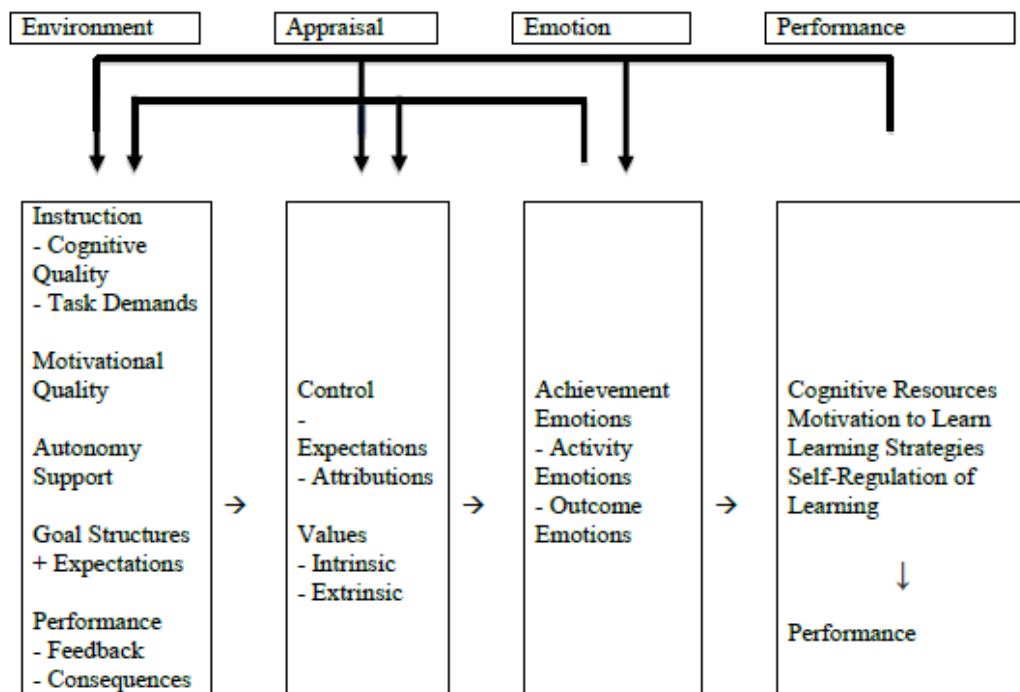 Environment
Appraisal
Emotion
Performance
Instruction
- Cognitive
Quality
- Task Demands
Motivational
Quality
Autonomy
Support
Goal Structures
+ Expectations
Performance
- Feedback
- Consequences
→
Control
-
Expectations
- Attributions
Values
- Intrinsic
- Extrinsic
→
Achievement
Emotions
- Activity
Emotions
- Outcome
Emotions
→
Cognitive Resources
Motivation to Learn
Learning Strategies
Self-Regulation of
Learning
↓
Performance